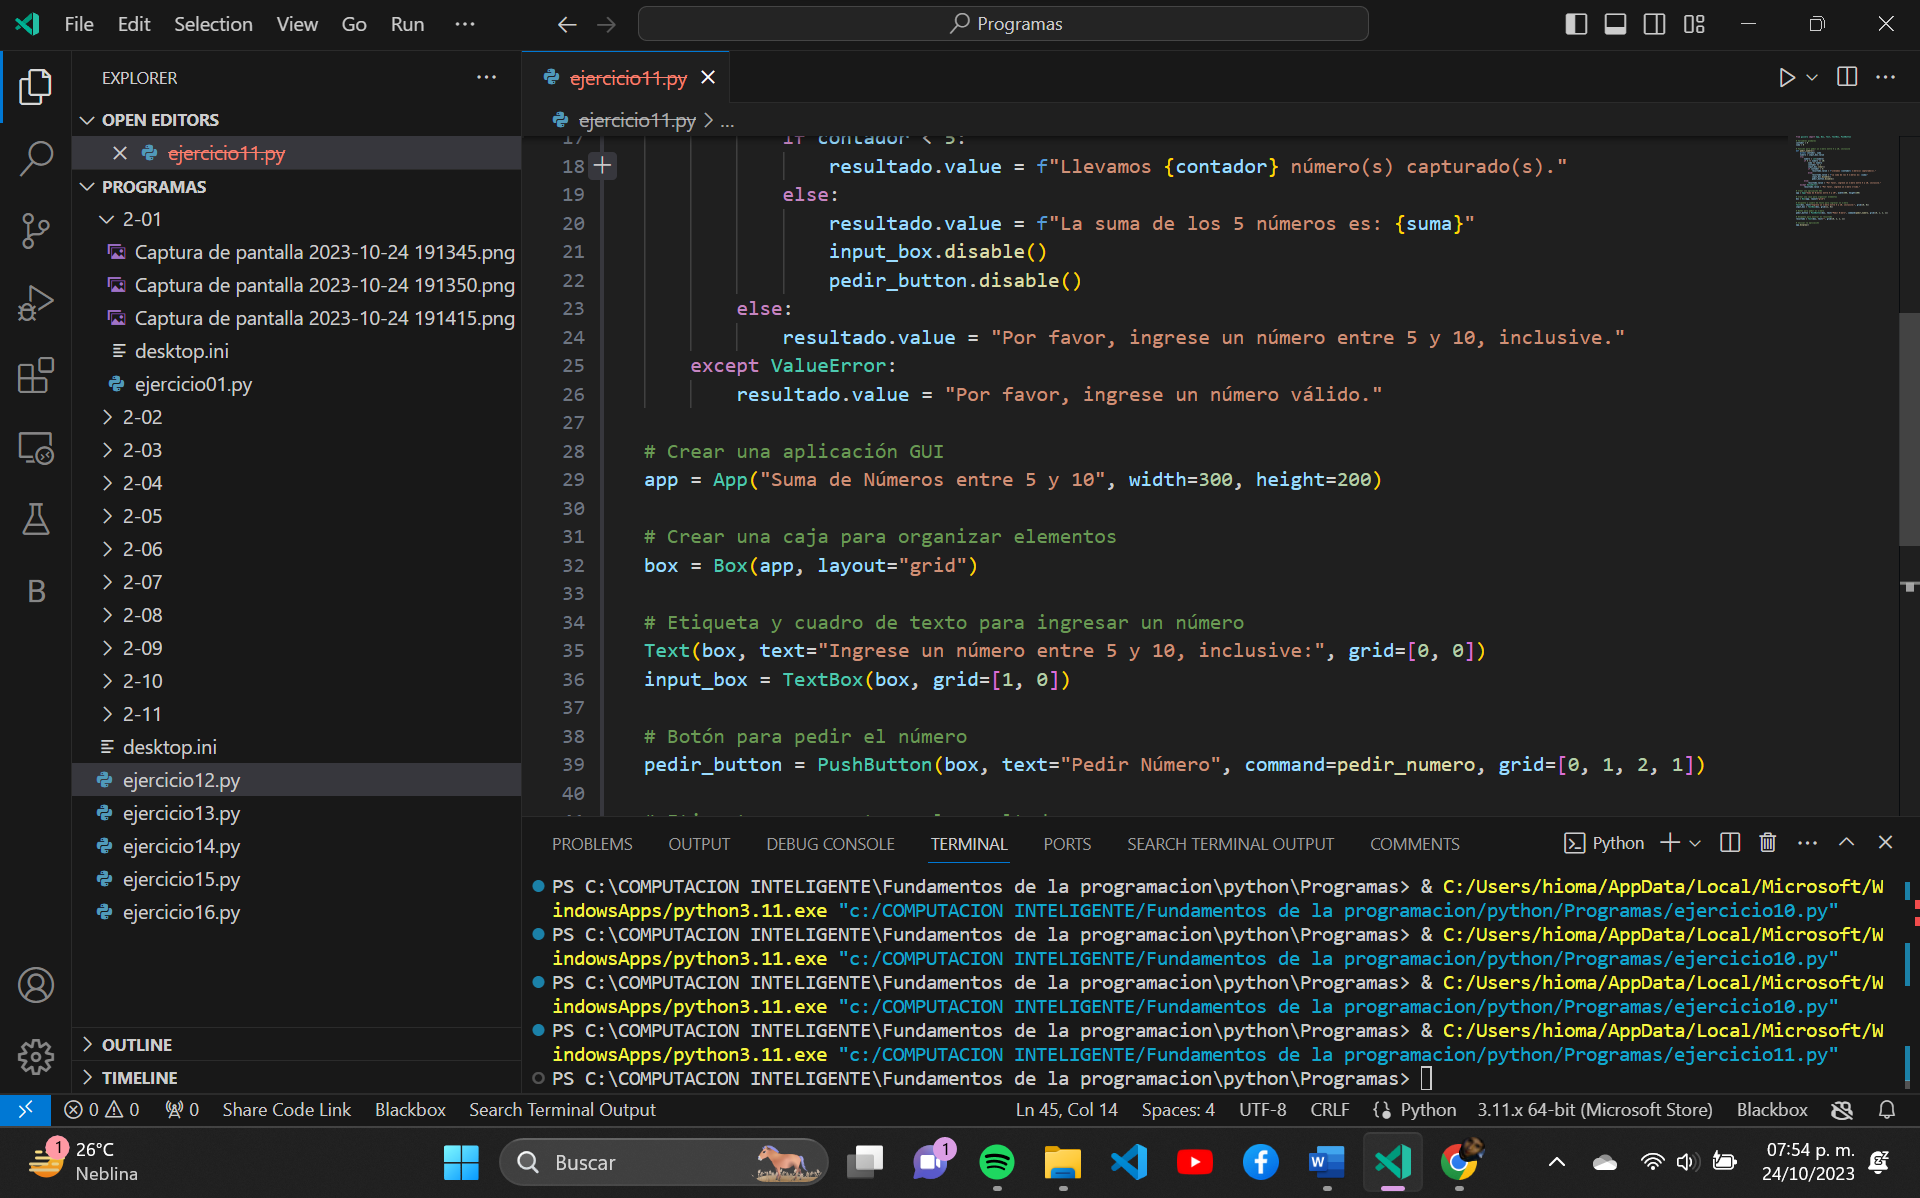 File Edit Selection View Go Run ··· Programas
EXPLORER ···
OPEN EDITORS
ejercicio11.py
PROGRAMAS
2-01
Captura de pantalla 2023-10-24 191345.png
Captura de pantalla 2023-10-24 191350.png
Captura de pantalla 2023-10-24 191415.png
desktop.ini
ejercicio01.py
2-02
2-03
2-04
2-05
2-06
2-07
2-08
2-09
2-10
2-11
desktop.ini
ejercicio12.py
ejercicio13.py
ejercicio14.py
ejercicio15.py
ejercicio16.py
OUTLINE
TIMELINE
ejercicio11.py
ejercicio11.py > ...
17 if contador < 5:
18 resultado.value = f"Llevamos {contador} número(s) capturado(s)."
19 else:
20 resultado.value = f"La suma de los 5 números es: {suma}"
21 input_box.disable()
22 pedir_button.disable()
23 else:
24 resultado.value = "Por favor, ingrese un número entre 5 y 10, inclusive."
25 except ValueError:
26 resultado.value = "Por favor, ingrese un número válido."
27
28 # Crear una aplicación GUI
29 app = App("Suma de Números entre 5 y 10", width=300, height=200)
30
31 # Crear una caja para organizar elementos
32 box = Box(app, layout="grid")
33
34 # Etiqueta y cuadro de texto para ingresar un número
35 Text(box, text="Ingrese un número entre 5 y 10, inclusive:", grid=[0, 0])
36 input_box = TextBox(box, grid=[1, 0])
37
38 # Botón para pedir el número
39 pedir_button = PushButton(box, text="Pedir Número", command=pedir_numero, grid=[0, 1, 2, 1])
40
PROBLEMS OUTPUT DEBUG CONSOLE TERMINAL PORTS SEARCH TERMINAL OUTPUT COMMENTS Python
PS C:\COMPUTACION INTELIGENTE\Fundamentos de la programacion\python\Programas> & C:/Users/hioma/AppData/Local/Microsoft/W
indowsApps/python3.11.exe "c:/COMPUTACION INTELIGENTE/Fundamentos de la programacion/python/Programas/ejercicio10.py"
PS C:\COMPUTACION INTELIGENTE\Fundamentos de la programacion\python\Programas> & C:/Users/hioma/AppData/Local/Microsoft/W
indowsApps/python3.11.exe "c:/COMPUTACION INTELIGENTE/Fundamentos de la programacion/python/Programas/ejercicio10.py"
PS C:\COMPUTACION INTELIGENTE\Fundamentos de la programacion\python\Programas> & C:/Users/hioma/AppData/Local/Microsoft/W
indowsApps/python3.11.exe "c:/COMPUTACION INTELIGENTE/Fundamentos de la programacion/python/Programas/ejercicio10.py"
PS C:\COMPUTACION INTELIGENTE\Fundamentos de la programacion\python\Programas> & C:/Users/hioma/AppData/Local/Microsoft/W
indowsApps/python3.11.exe "c:/COMPUTACION INTELIGENTE/Fundamentos de la programacion/python/Programas/ejercicio11.py"
PS C:\COMPUTACION INTELIGENTE\Fundamentos de la programacion\python\Programas>
0 0 0 Share Code Link Blackbox Search Terminal Output Ln 45, Col 14 Spaces: 4 UTF-8 CRLF Python 3.11.x 64-bit (Microsoft Store) Blackbox
1 26°C
Neblina
Buscar
1
07:54 p. m.
24/10/2023